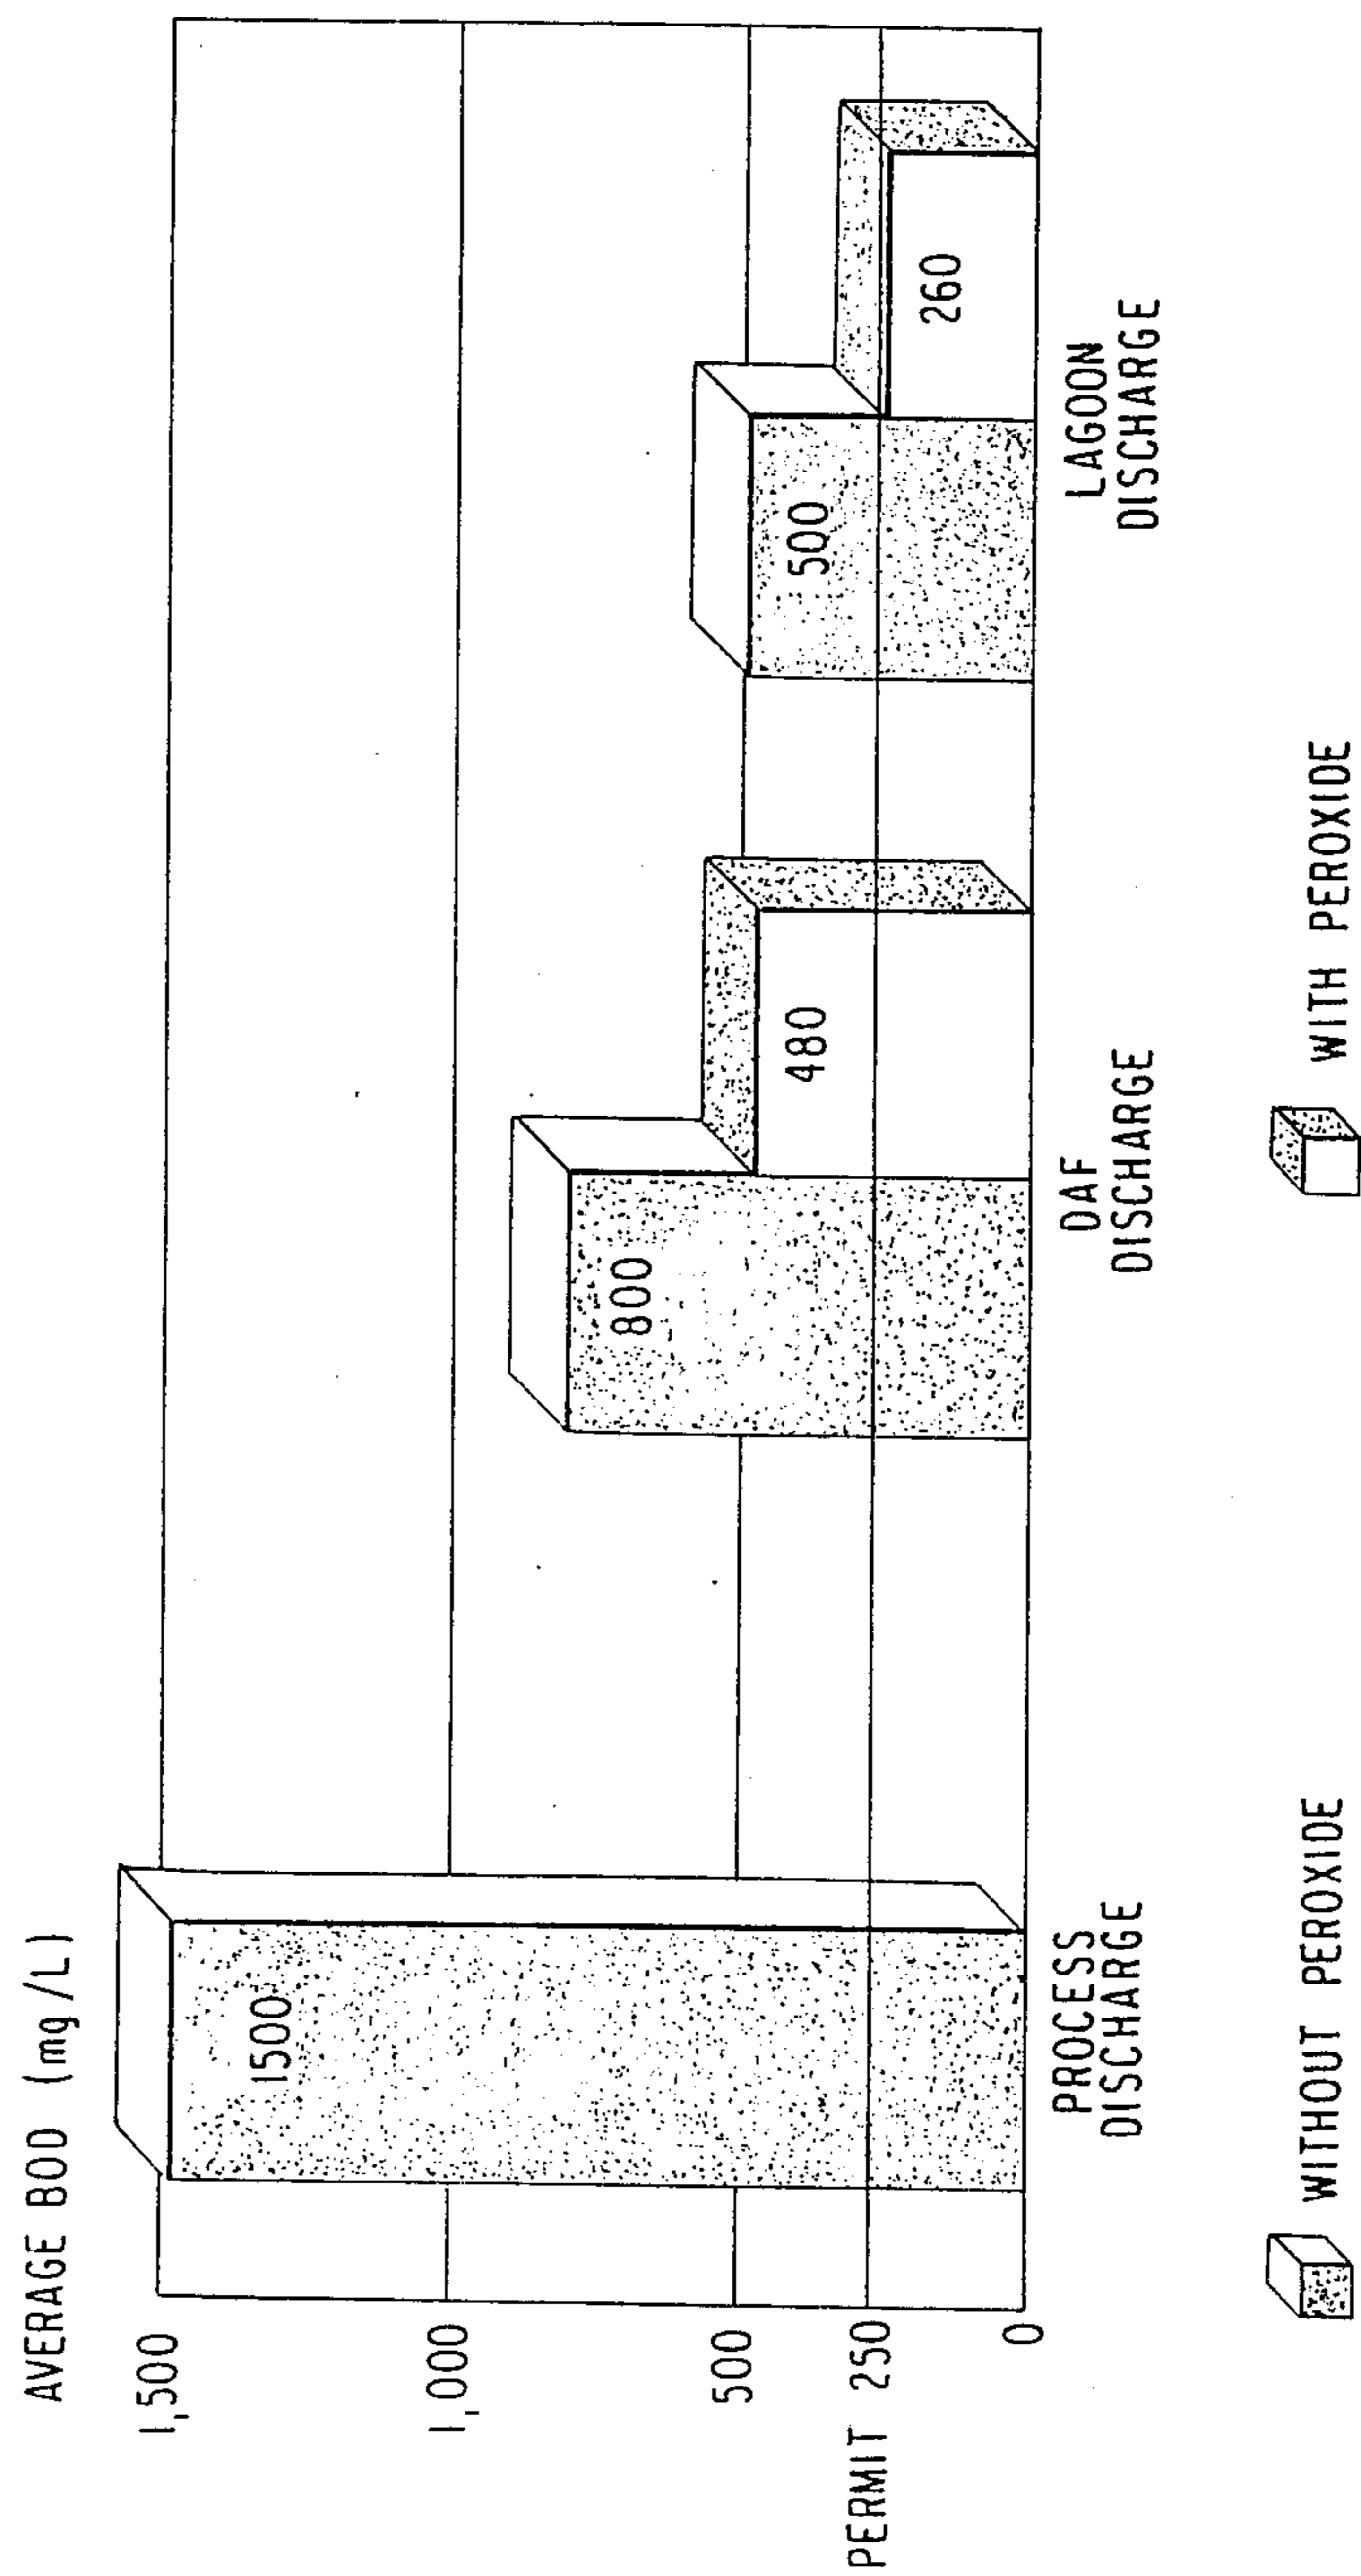 AVERAGE BOD (mg/L)
1,500
1,000
500
PERMIT 250
0
1500
800
480
500
260
PROCESS
DISCHARGE
DAF
DISCHARGE
LAGOON
DISCHARGE
WITHOUT PEROXIDE
WITH PEROXIDE